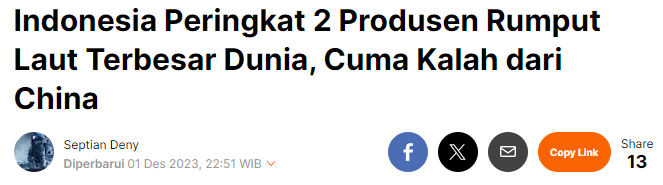 Indonesia Peringkat 2 Produsen Rumput
Laut Terbesar Dunia, Cuma Kalah dari
China
Septian Deny
Diperbarui 01 Des 2023, 22:51 WIB
Copy Link
Share
13